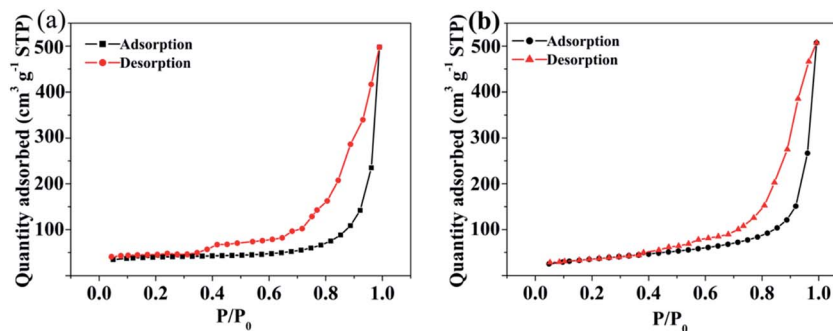 (a)
Adsorption
Desorption
Quantity adsorbed (cm³ g⁻¹ STP)
500
400
300
200
100
0.0 0.2 0.4 0.6 0.8 1.0
P/P₀
(b)
Adsorption
Desorption
Quantity adsorbed (cm³ g⁻¹ STP)
500
400
300
200
100
0.0 0.2 0.4 0.6 0.8 1.0
P/P₀